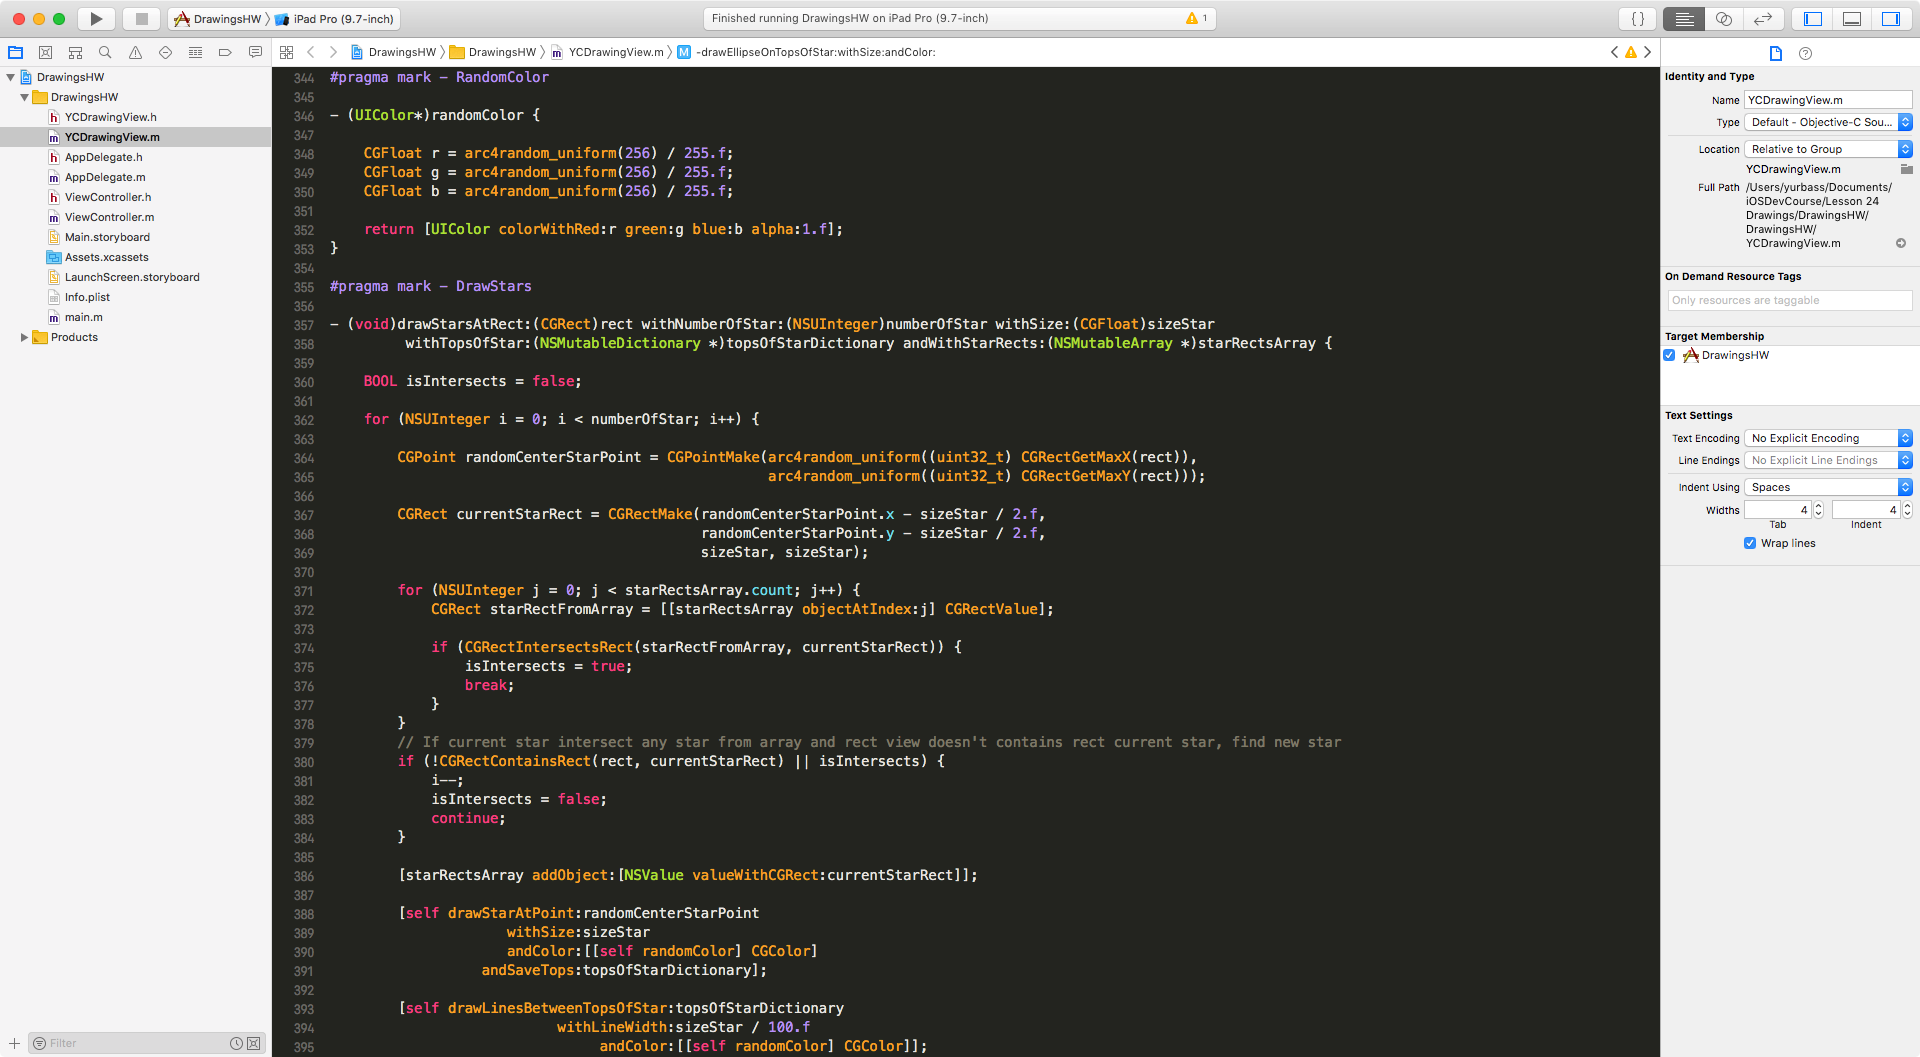 DrawingsHW
iPad Pro (9.7-inch)
Finished running DrawingsHW on iPad Pro (9.7-inch)
1
{ }
DrawingsHW
DrawingsHW
YCDrawingView.m
M
-drawEllipseOnTopsOfStar:withSize:andColor:
DrawingsHW
DrawingsHW
h YCDrawingView.h
m YCDrawingView.m
h AppDelegate.h
m AppDelegate.m
h ViewController.h
m ViewController.m
Main.storyboard
Assets.xcassets
LaunchScreen.storyboard
Info.plist
m main.m
Products
Filter
344 #pragma mark - RandomColor
345
346 - (UIColor*)randomColor {
347
348     CGFloat r = arc4random_uniform(256) / 255.f;
349     CGFloat g = arc4random_uniform(256) / 255.f;
350     CGFloat b = arc4random_uniform(256) / 255.f;
351
352     return [UIColor colorWithRed:r green:g blue:b alpha:1.f];
353 }
354
355 #pragma mark - DrawStars
356
357 - (void)drawStarsAtRect:(CGRect)rect withNumberOfStar:(NSUInteger)numberOfStar withSize:(CGFloat)sizeStar
358          withTopsOfStar:(NSMutableDictionary *)topsOfStarDictionary andWithStarRects:(NSMutableArray *)starRectsArray {
359
360     BOOL isIntersects = false;
361
362     for (NSUInteger i = 0; i < numberOfStar; i++) {
363
364         CGPoint randomCenterStarPoint = CGPointMake(arc4random_uniform((uint32_t) CGRectGetMaxX(rect)),
365                                                     arc4random_uniform((uint32_t) CGRectGetMaxY(rect)));
366
367         CGRect currentStarRect = CGRectMake(randomCenterStarPoint.x - sizeStar / 2.f,
368                                             randomCenterStarPoint.y - sizeStar / 2.f,
369                                             sizeStar, sizeStar);
370
371         for (NSUInteger j = 0; j < starRectsArray.count; j++) {
372             CGRect starRectFromArray = [[starRectsArray objectAtIndex:j] CGRectValue];
373
374             if (CGRectIntersectsRect(starRectFromArray, currentStarRect)) {
375                 isIntersects = true;
376                 break;
377             }
378         }
379         // If current star intersect any star from array and rect view doesn't contains rect current star, find new star
380         if (!CGRectContainsRect(rect, currentStarRect) || isIntersects) {
381             i--;
382             isIntersects = false;
383             continue;
384         }
385
386         [starRectsArray addObject:[NSValue valueWithCGRect:currentStarRect]];
387
388         [self drawStarAtPoint:randomCenterStarPoint
389                      withSize:sizeStar
390                      andColor:[[self randomColor] CGColor]
391                   andSaveTops:topsOfStarDictionary];
392
393         [self drawLinesBetweenTopsOfStar:topsOfStarDictionary
394                            withLineWidth:sizeStar / 100.f
395                                 andColor:[[self randomColor] CGColor]];
Identity and Type
Name YCDrawingView.m
Type Default - Objective-C Sou...
Location Relative to Group
YCDrawingView.m
Full Path /Users/yurbass/Documents/
iOSDevCourse/Lesson 24
Drawings/DrawingsHW/
DrawingsHW/
YCDrawingView.m
On Demand Resource Tags
Only resources are taggable
Target Membership
DrawingsHW
Text Settings
Text Encoding No Explicit Encoding
Line Endings No Explicit Line Endings
Indent Using Spaces
Widths 4 4
Tab Indent
Wrap lines